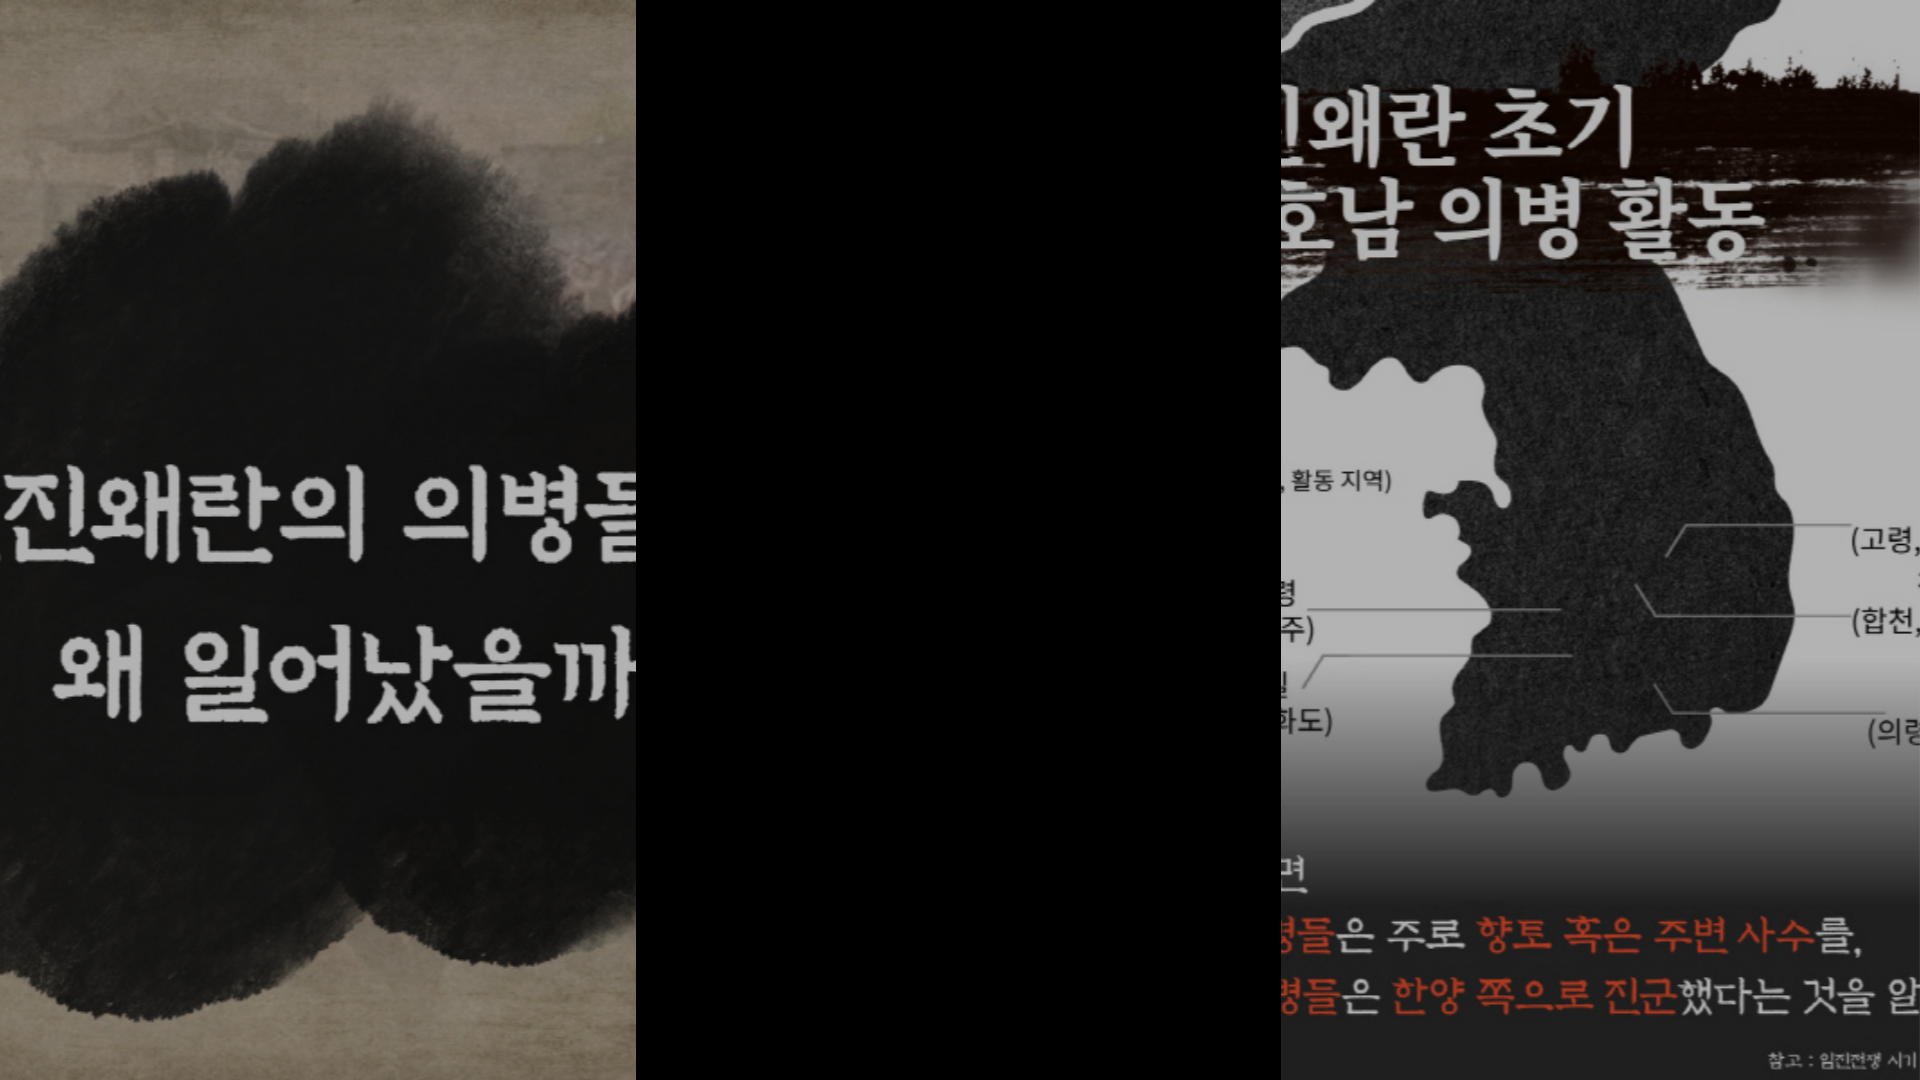 진왜란의 의병들
왜 일어났을까
왜란 초기
호남 의병 활동
, 활동 지역)
(고령,
령
주)
(합천,
화도)
(의령
면
병들은 주로 향토 혹은 주변 사수를,
병들은 한양 쪽으로 진군했다는 것을 알
참고 : 임진전쟁 시기